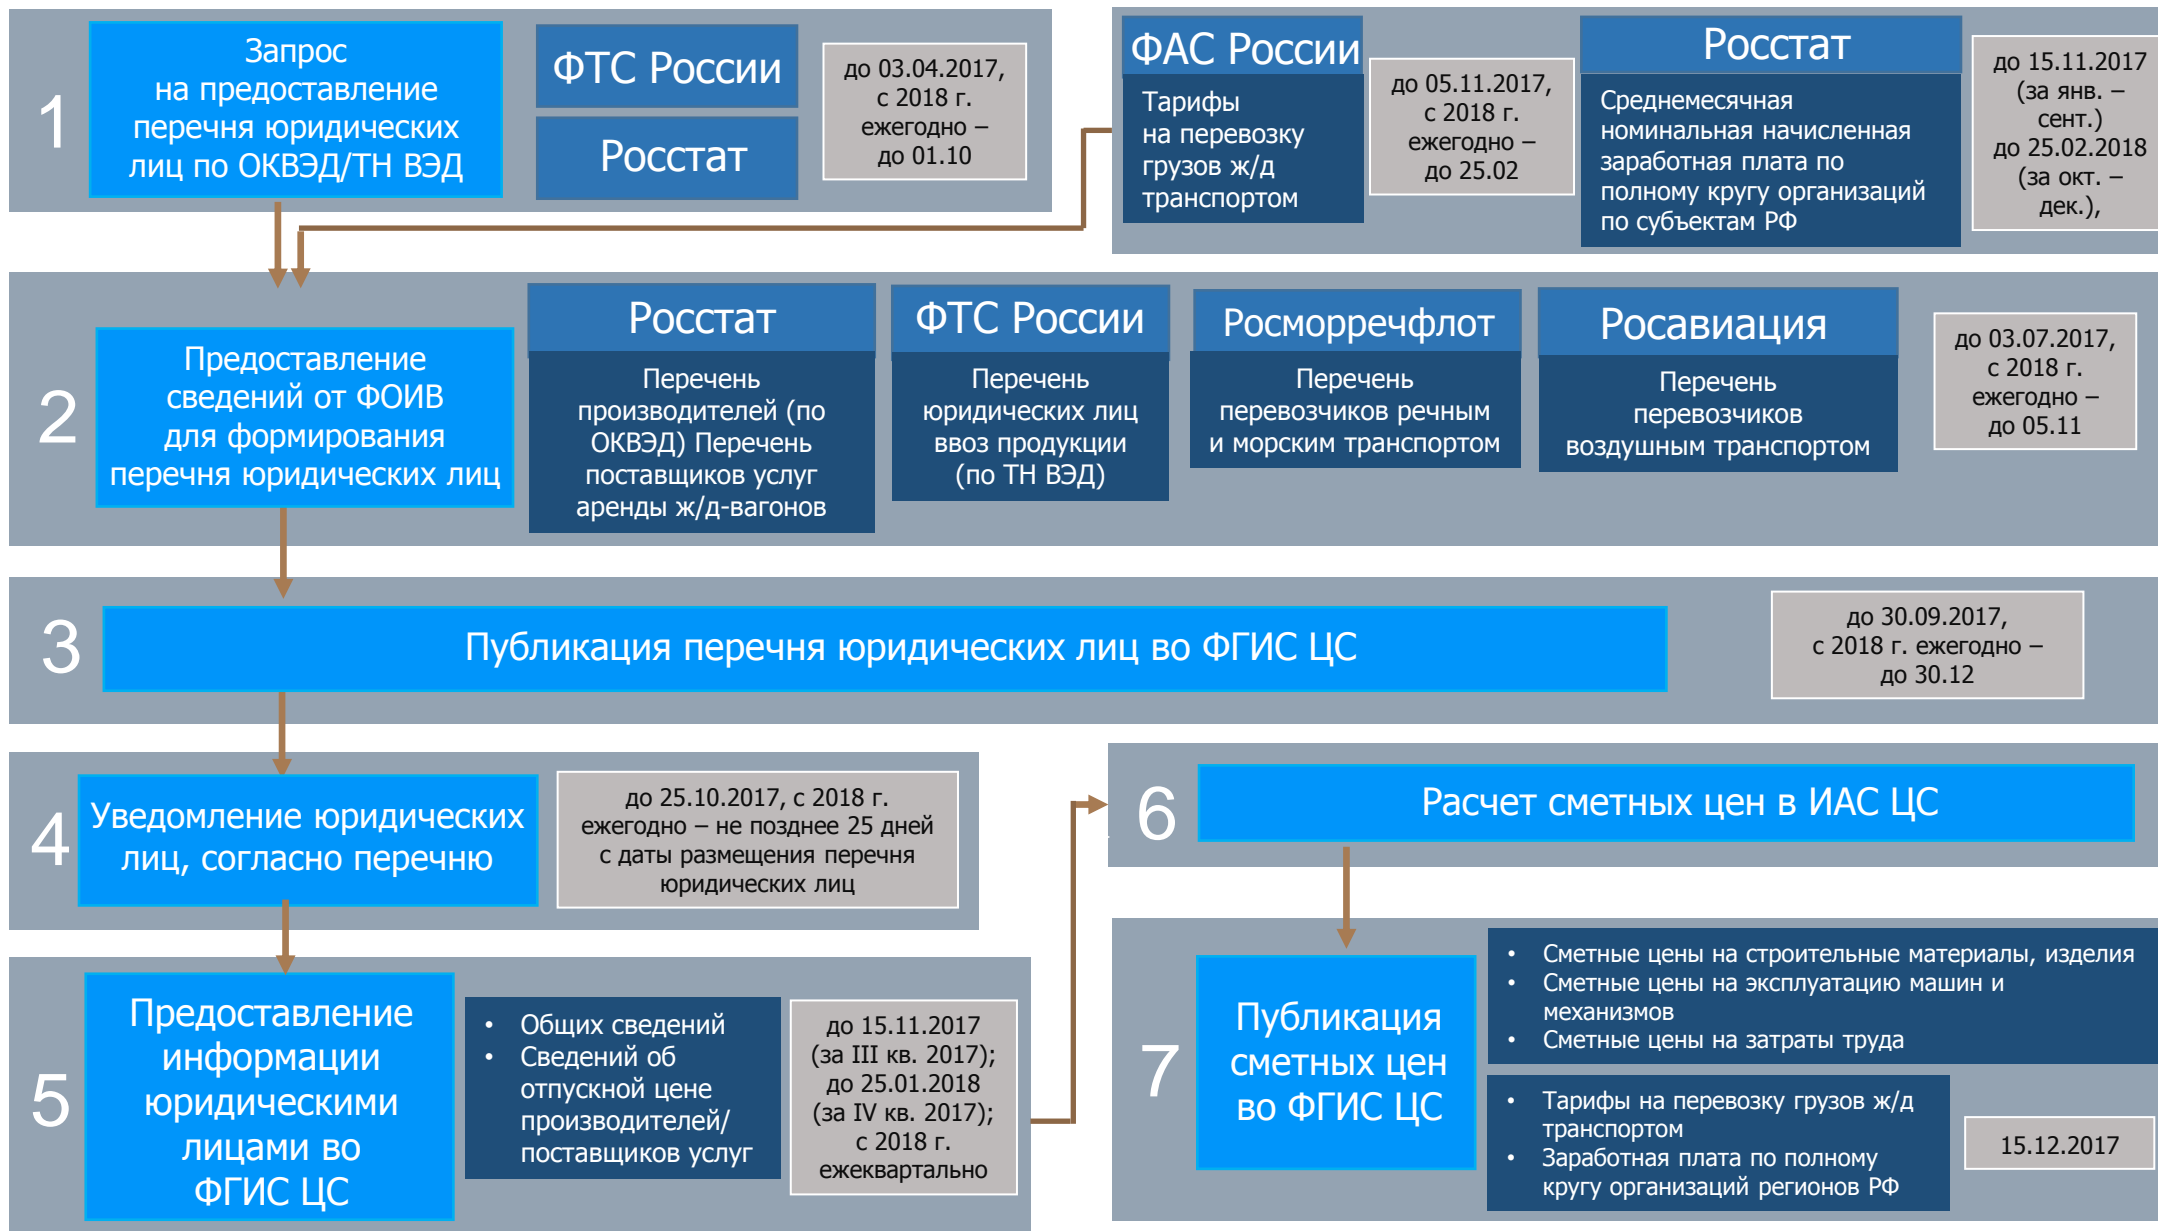 1
Запрос
на предоставление
перечня юридических
лиц по ОКВЭД/ТН ВЭД
ФТС России
Росстат
до 03.04.2017,
с 2018 г.
ежегодно –
до 01.10
ФАС России
Тарифы
на перевозку
грузов ж/д
транспортом
до 05.11.2017,
с 2018 г.
ежегодно –
до 25.02
Росстат
Среднемесячная
номинальная начисленная
заработная плата по
полному кругу организаций
по субъектам РФ
до 15.11.2017
(за янв. –
сент.)
до 25.02.2018
(за окт. –
дек.),
2
Предоставление
сведений от ФОИВ
для формирования
перечня юридических лиц
Росстат
Перечень
производителей (по
ОКВЭД) Перечень
поставщиков услуг
аренды ж/д-вагонов
ФТС России
Перечень
юридических лиц
ввоз продукции
(по ТН ВЭД)
Росморречфлот
Перечень
перевозчиков речным
и морским транспортом
Росавиация
Перечень
перевозчиков
воздушным транспортом
до 03.07.2017,
с 2018 г.
ежегодно –
до 05.11
3
Публикация перечня юридических лиц во ФГИС ЦС
до 30.09.2017,
с 2018 г. ежегодно –
до 30.12
4
Уведомление юридических
лиц, согласно перечню
до 25.10.2017, с 2018 г.
ежегодно – не позднее 25 дней
с даты размещения перечня
юридических лиц
5
Предоставление
информации
юридическими
лицами во
ФГИС ЦС
• Общих сведений
• Сведений об
отпускной цене
производителей/
поставщиков услуг
до 15.11.2017
(за III кв. 2017);
до 25.01.2018
(за IV кв. 2017);
с 2018 г.
ежеквартально
6
Расчет сметных цен в ИАС ЦС
7
Публикация
сметных цен
во ФГИС ЦС
• Сметные цены на строительные материалы, изделия
• Сметные цены на эксплуатацию машин и
механизмов
• Сметные цены на затраты труда
• Тарифы на перевозку грузов ж/д
транспортом
• Заработная плата по полному
кругу организаций регионов РФ
15.12.2017